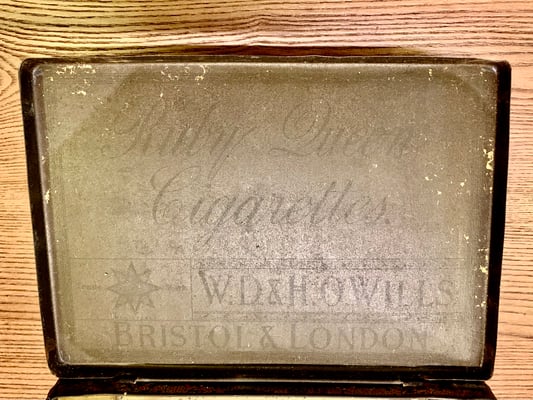 Ruby Queen
Cigarettes.
W.D.& H.O WILLS
BRISTOL & LONDON